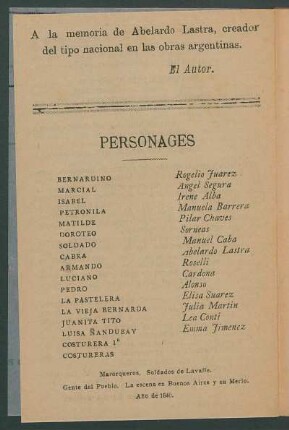 A la memoria de Abelardo Lastra, creador
del tipo nacional en las obras argentinas.
El Autor.
PERSONAGES
BERNARDINO Rogelio Juarez
MARCIAL Angel Segura
ISABEL Irene Alba
PETRONILA Manuela Barrera
MATILDE Pilar Chaves
DOROTEO
SOLDADO Manuel Caba
CABRA Abelardo Lastra
ARMANDO Roselli
LUCIANO Cardona
PEDRO Alonso
LA PASTELERA Elisa Suarez
LA VIEJA BERNARDA Julia Martin
JUANITA TITO Lea Conti
LUISA ÑANDUBAY Emma Jimenez
COSTURERA 1ª
COSTURERAS
Mazorqueros, Soldados de Lavalle.
Gente del Pueblo. La escena en Buenos Aires y en Merlo.
Año de 1840.